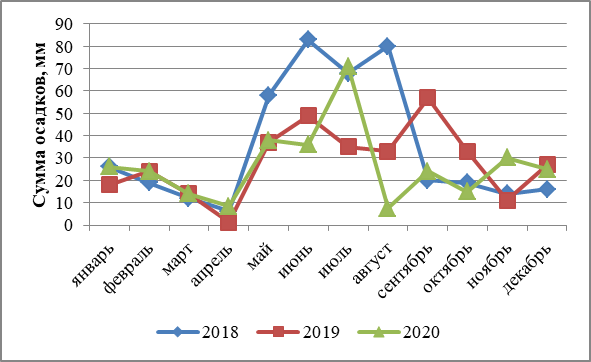 Сумма осадков, мм
90
80
70
60
50
40
30
20
10
0
январь
февраль
март
апрель
май
июнь
июль
август
сентябрь
октябрь
ноябрь
декабрь
2018 2019 2020